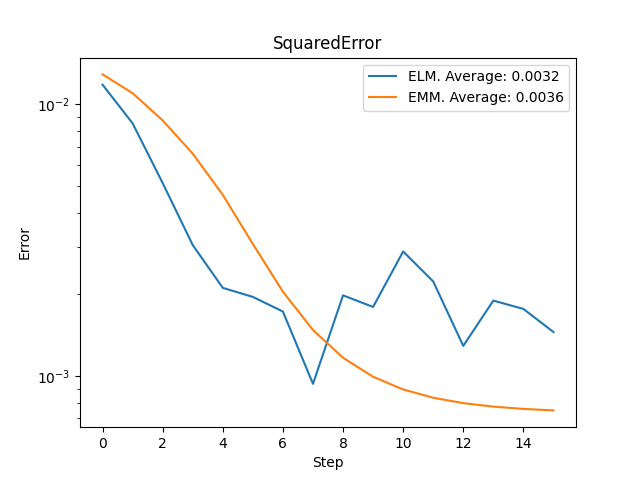 SquaredError
ELM. Average: 0.0032
EMM. Average: 0.0036
10⁻²
10⁻³
Error
0 2 4 6 8 10 12 14
Step